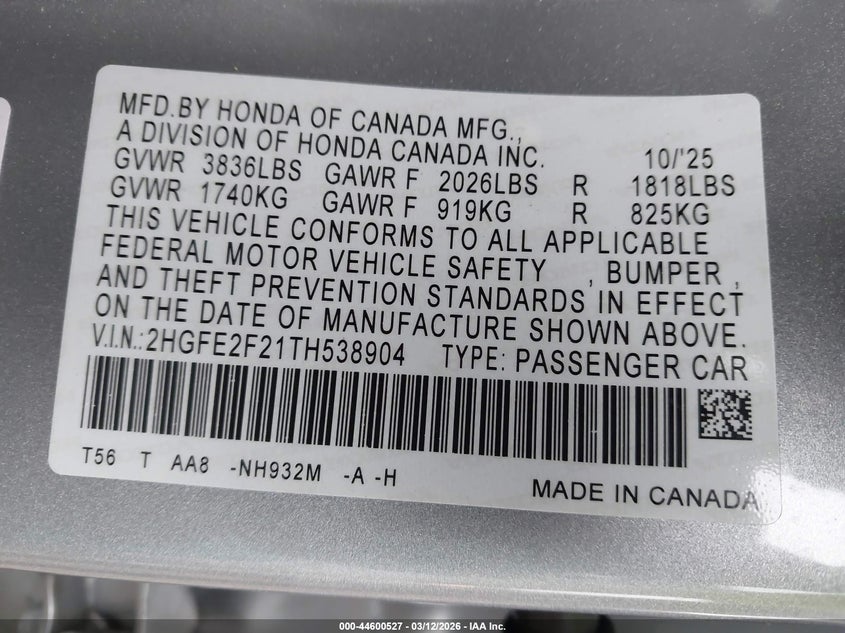 MFD.BY HONDA OF CANADA MFG.,
A DIVISION OF HONDA CANADA INC. 10/'25
GVWR 3836LBS GAWR F 2026LBS R 1818LBS
GVWR 1740KG GAWR F 919KG R 825KG
THIS VEHICLE CONFORMS TO ALL APPLICABLE
FEDERAL MOTOR VEHICLE SAFETY , BUMPER ,
AND THEFT PREVENTION STANDARDS IN EFFECT
ON THE DATE OF MANUFACTURE SHOWN ABOVE.
V.I.N.:2HGFE2F21TH538904 TYPE: PASSENGER CAR
T56 T AA8 -NH932M -A -H
MADE IN CANADA
000-44600527 - 03/12/2026 - IAA Inc.